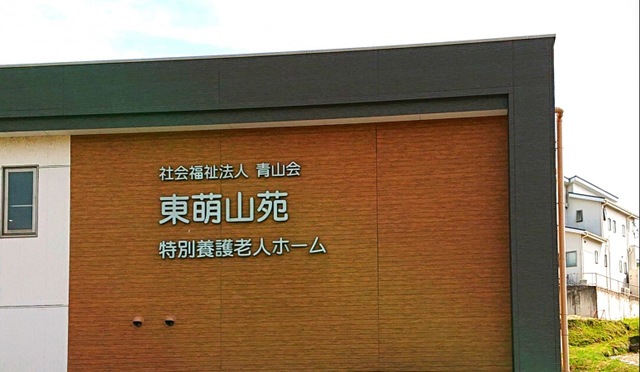 社会福祉法人 青山会
東萌山苑
特別養護老人ホーム